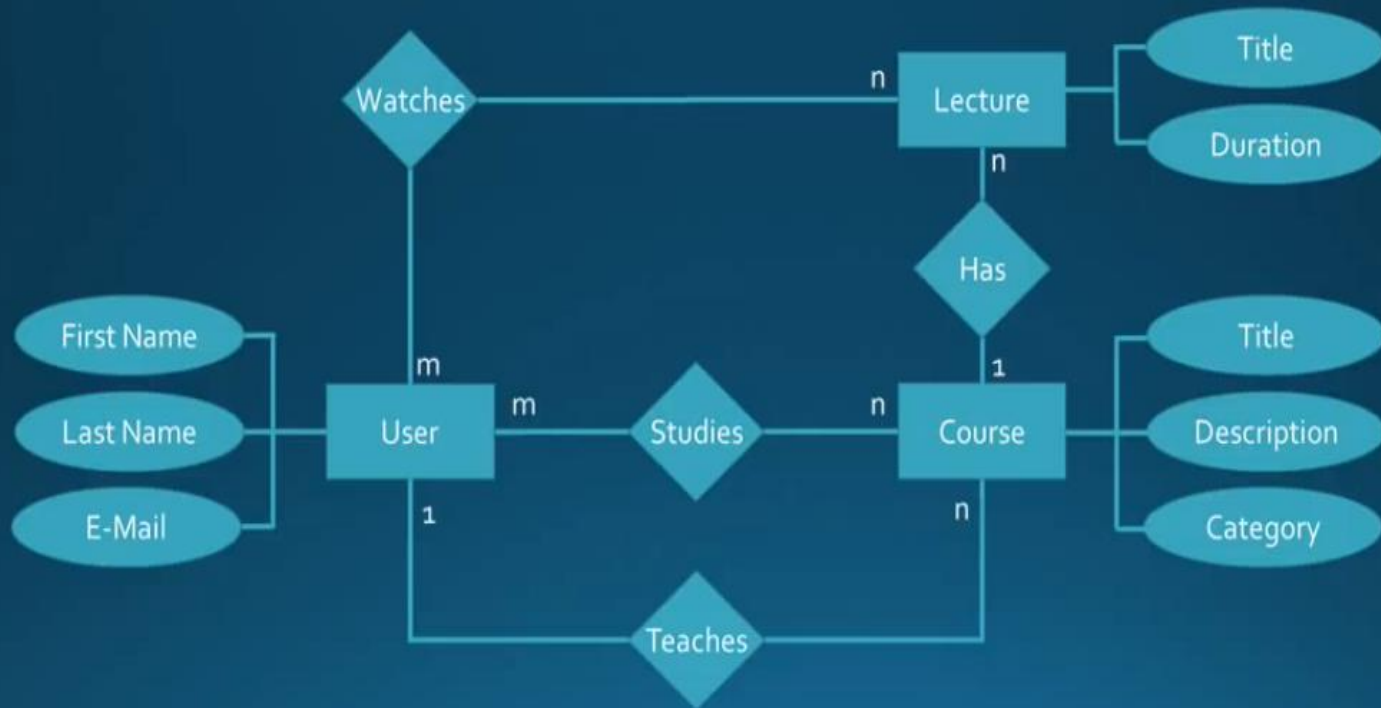 Title
n
Watches
Lecture
Duration
n
Has
First Name
Title
m
1
m
n
Last Name
User
Studies
Course
Description
1
n
E-Mail
Category
Teaches